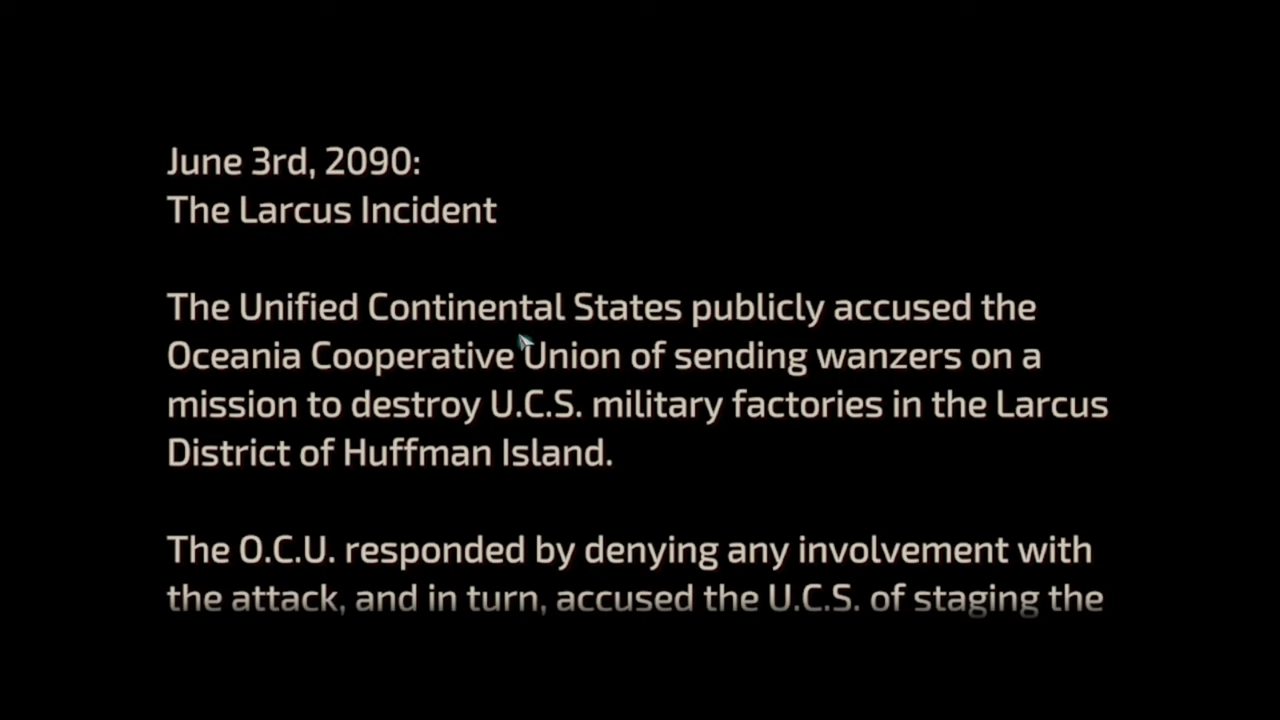 June 3rd, 2090:
The Larcus Incident
The Unified Continental States publicly accused the
Oceania Cooperative Union of sending wanzers on a
mission to destroy U.C.S. military factories in the Larcus
District of Huffman Island.
The O.C.U. responded by denying any involvement with
the attack, and in turn, accused the U.C.S. of staging the